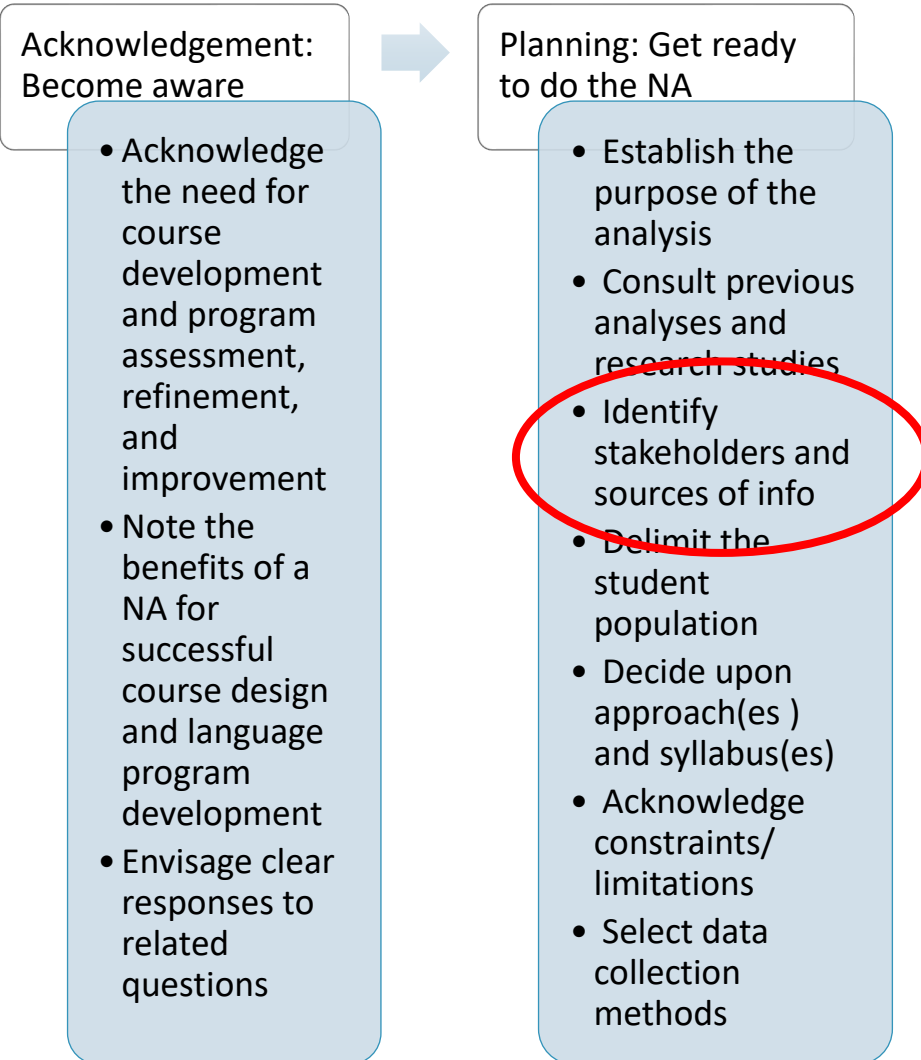 Acknowledgement:
Become aware
• Acknowledge
the need for
course
development
and program
assessment,
refinement,
and
improvement
• Note the
benefits of a
NA for
successful
course design
and language
program
development
• Envisage clear
responses to
related
questions
Planning: Get ready
to do the NA
• Establish the
purpose of the
analysis
• Consult previous
analyses and
research studies
• Identify
stakeholders and
sources of info
• Delimit the
student
population
• Decide upon
approach(es )
and syllabus(es)
• Acknowledge
constraints/
limitations
• Select data
collection
methods